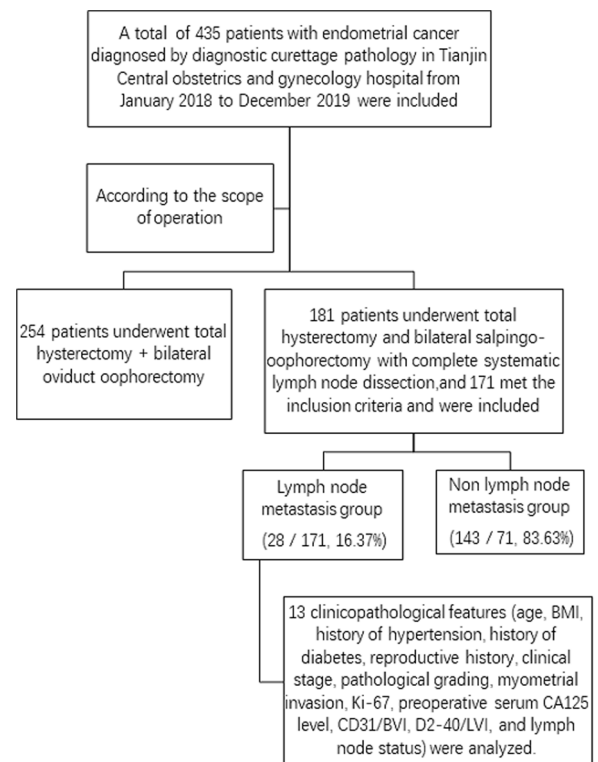 A total of 435 patients with endometrial cancer
diagnosed by diagnostic curettage pathology in Tianjin
Central obstetrics and gynecology hospital from
January 2018 to December 2019 were included
According to the scope
of operation
254 patients underwent total
hysterectomy + bilateral
oviduct oophorectomy
181 patients underwent total
hysterectomy and bilateral salpingo-
oophorectomy with complete systematic
lymph node dissection,and 171 met the
inclusion criteria and were included
Lymph node
metastasis group
(28 / 171, 16.37%)
Non lymph node
metastasis group
(143 / 71, 83.63%)
13 clinicopathological features (age, BMI,
history of hypertension, history of
diabetes, reproductive history, clinical
stage, pathological grading, myometrial
invasion, Ki-67, preoperative serum CA125
level, CD31/BVI, D2-40/LVI, and lymph
node status) were analyzed.